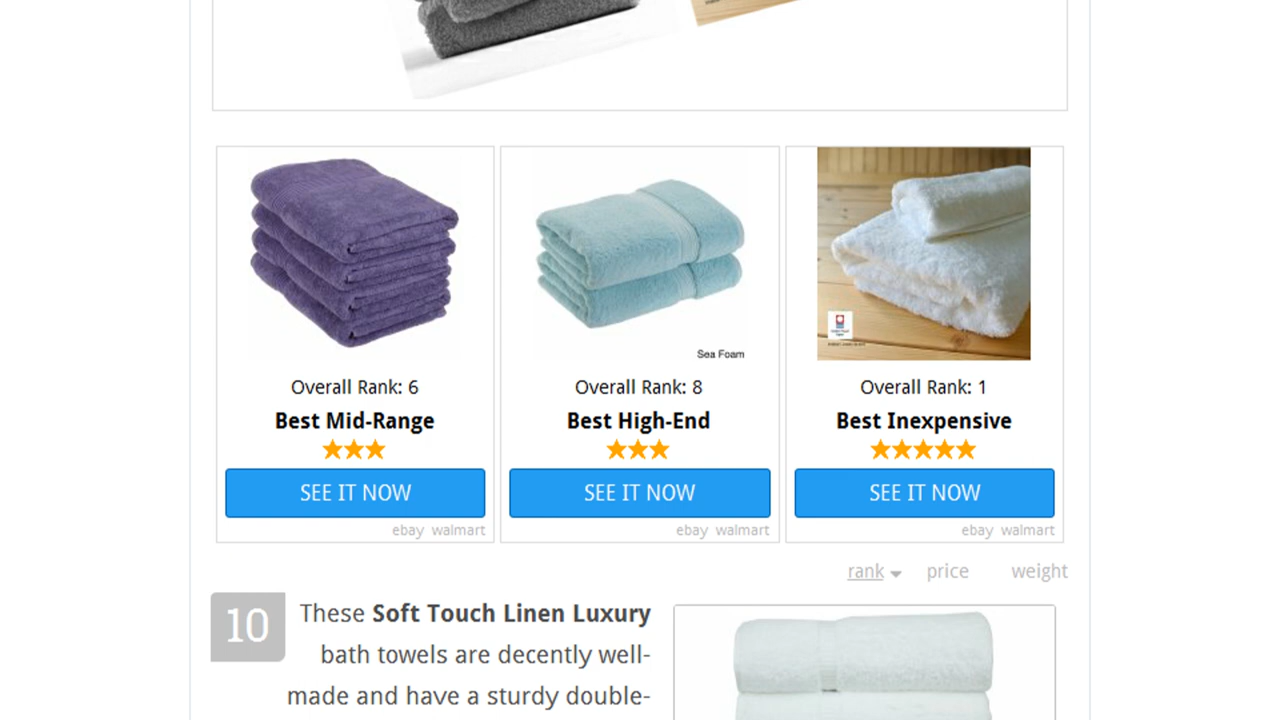 Sea Foam
Overall Rank: 6
Best Mid-Range
SEE IT NOW
ebay walmart
Overall Rank: 8
Best High-End
SEE IT NOW
ebay walmart
Overall Rank: 1
Best Inexpensive
SEE IT NOW
ebay walmart
rank price weight
10
These Soft Touch Linen Luxury
bath towels are decently well-
made and have a sturdy double-